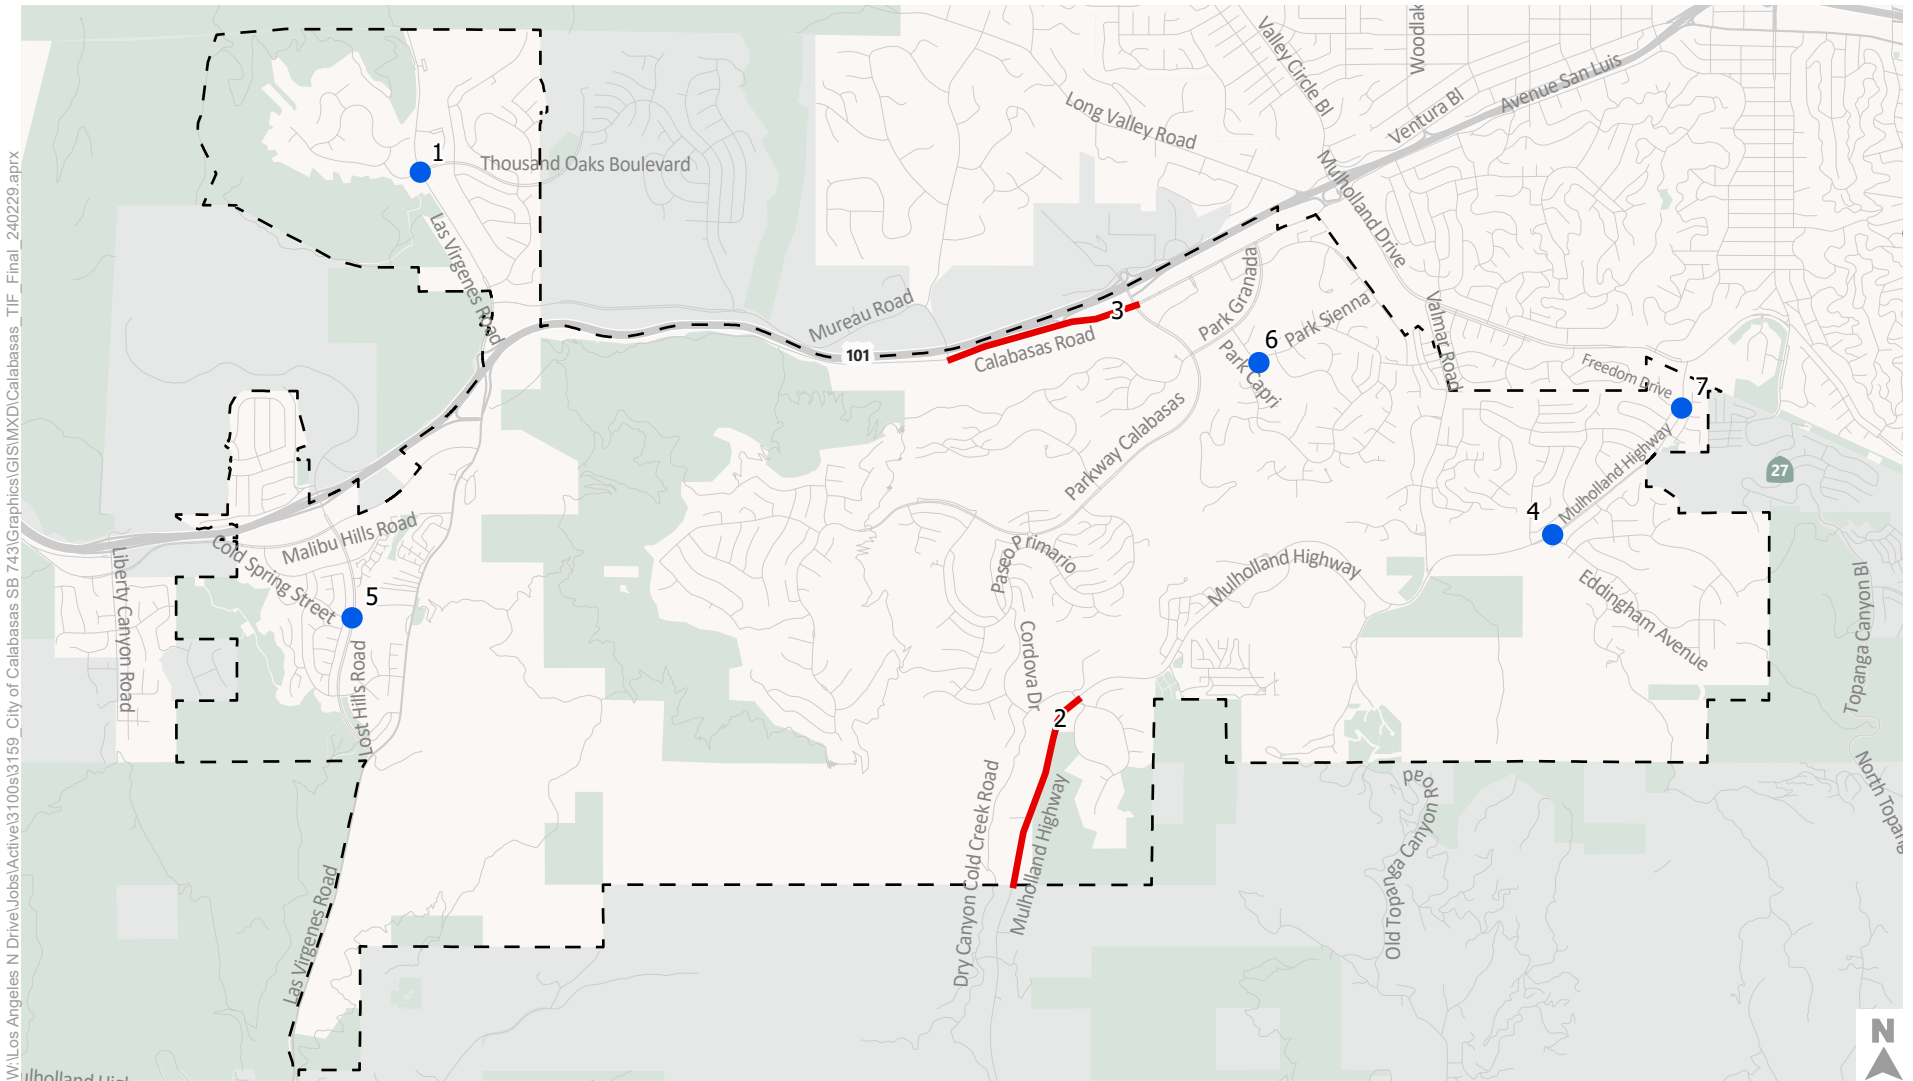 W:\Los Angeles N Drive\Jobs\Active\3100s\3159_City of Calabasas SB 743\Graphics\GIS\MXD\Calabasas_TIF_Final_240229.aprx
Valley Circle Bl
Woodlak
Avenue San Luis
Ventura Bl
Long Valley Road
1
Thousand Oaks Boulevard
Mulholland Drive
Las Virgenes Road
Park Granada
Mureau Road
3
Park Sienna
Valmar Road
101
Calabasas Road
6
Park Capri
Freedom Drive
7
Parkway Calabasas
Mulholland Highway
27
4
Malibu Hills Road
Cold Spring Street
Liberty Canyon Road
Paseo Primario
Mulholland Highway
5
Eddingham Avenue
Topanga Canyon Bl
Cordova Dr
Lost Hills Road
2
Dry Canyon Cold Creek Road
Mulholland Highway
Old Topanga Canyon Road
North Topang
Las Virgenes Road
N
ulholland High